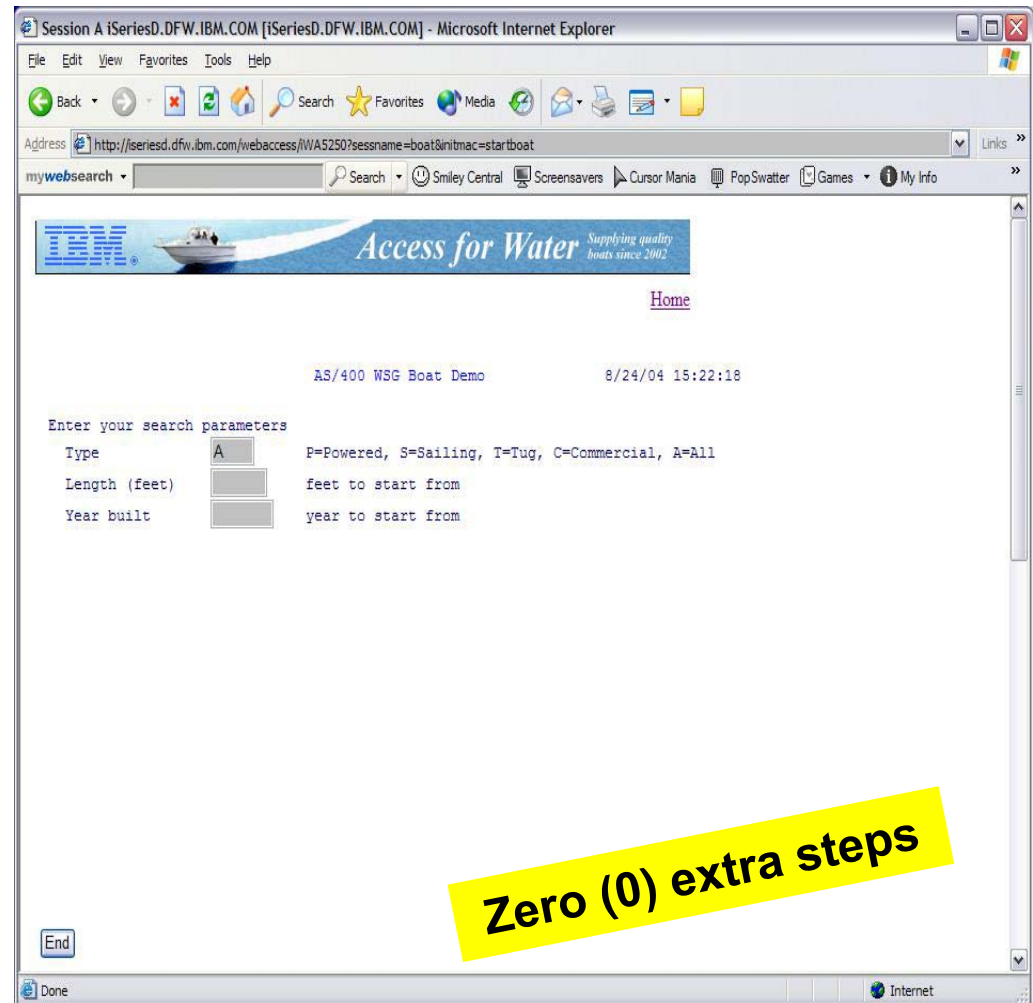 Session A iSeriesD.DFW.IBM.COM [iSeriesD.DFW.IBM.COM] - Microsoft Internet Explorer
File Edit View Favorites Tools Help
Back Search Favorites Media
Address http://iseriesd.dfw.ibm.com/webaccess/iWA5250?sessname=boat&initmac=startboat Links »
mywebsearch Search Smiley Central Screensavers Cursor Mania PopSwatter Games My Info »
IBM® Access for Water Supplying quality
boats since 2002
Home
AS/400 WSG Boat Demo 8/24/04 15:22:18
Enter your search parameters
Type A P=Powered, S=Sailing, T=Tug, C=Commercial, A=All
Length (feet) feet to start from
Year built year to start from
Zero (0) extra steps
End
Done Internet